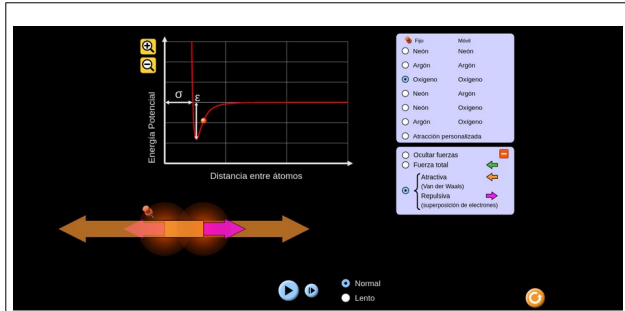 Energía Potencial
σ
ε
Distancia entre átomos
Fijo Móvil
Neón Neón
Argón Argón
Oxígeno Oxígeno
Neón Argón
Neón Oxígeno
Argón Oxígeno
Atracción personalizada
Ocultar fuerzas
Fuerza total
Atractiva
(Van der Waals)
Repulsiva
(superposición de electrones)
Normal
Lento